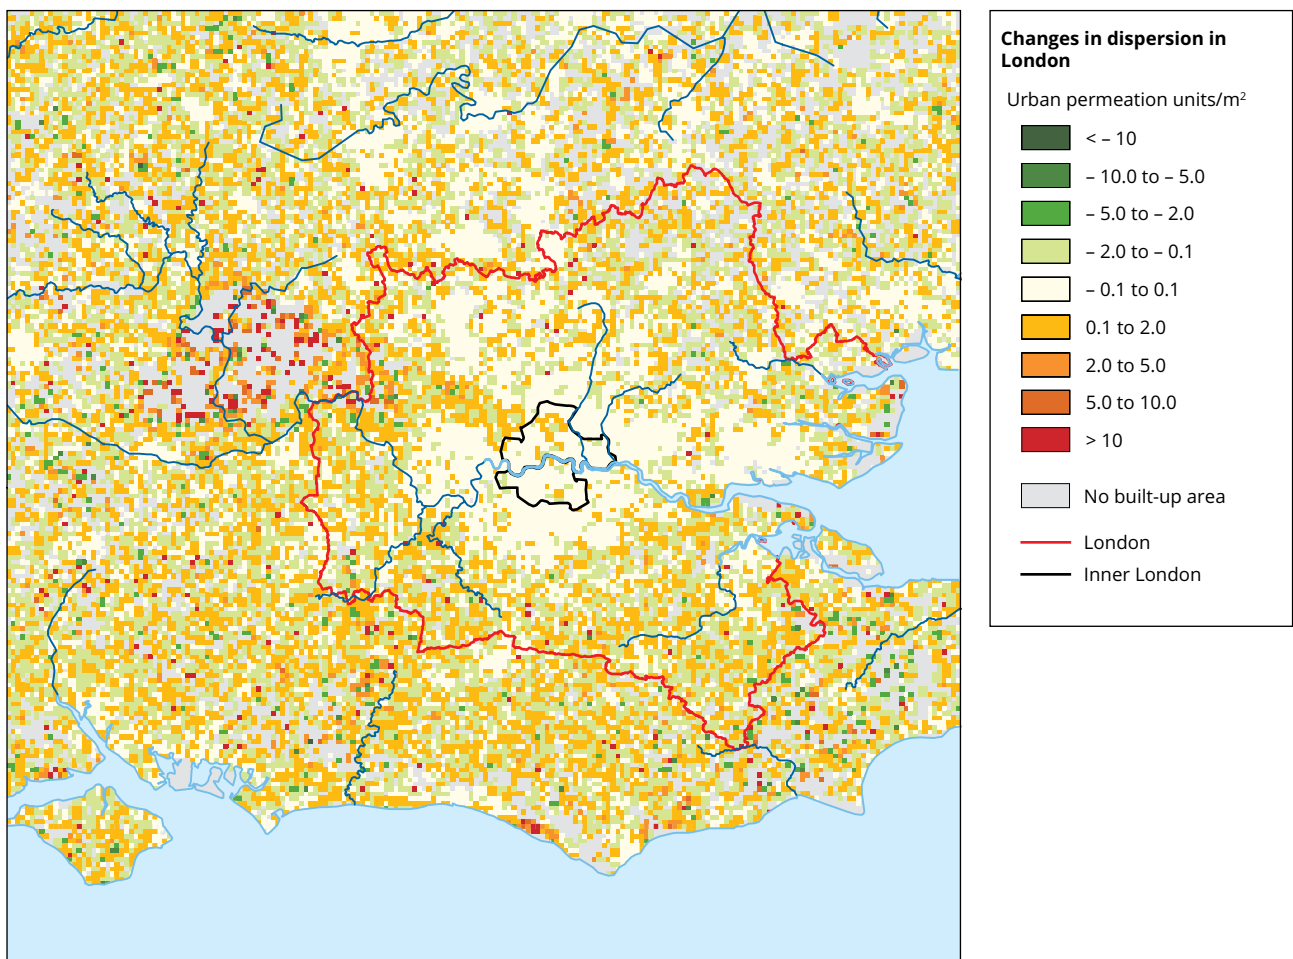 Changes in dispersion in
London
Urban permeation units/m²
< – 10
– 10.0 to – 5.0
– 5.0 to – 2.0
– 2.0 to – 0.1
– 0.1 to 0.1
0.1 to 2.0
2.0 to 5.0
5.0 to 10.0
> 10
No built-up area
London
Inner London